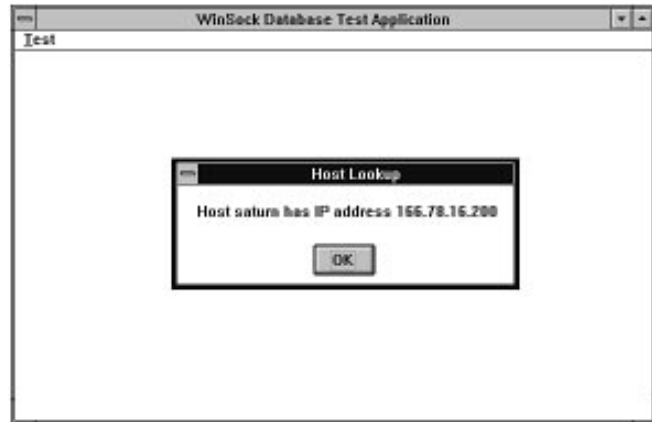 WinSock Database Test Application
Test
Host Lookup
Host saturn has IP address 166.78.16.200
OK